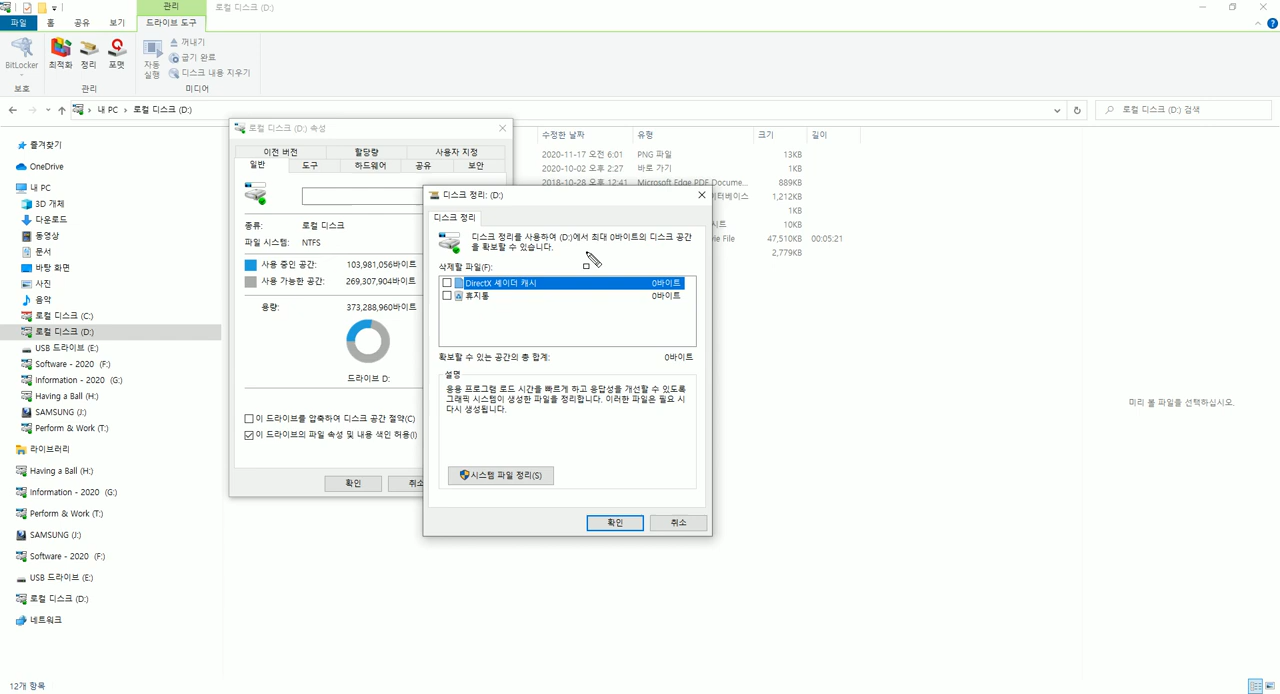 관리
로컬 디스크 (D:)
파일
홈
공유
보기
드라이브 도구
BitLocker
최적화
정리
포맷
자동
실행
꺼내기
굽기 완료
디스크 내용 지우기
보호
관리
미디어
내 PC
로컬 디스크 (D:)
로컬 디스크 (D:) 검색
즐겨찾기
OneDrive
내 PC
3D 개체
다운로드
동영상
문서
바탕 화면
사진
음악
로컬 디스크 (C:)
로컬 디스크 (D:)
USB 드라이브 (E:)
Software - 2020 (F:)
Information - 2020 (G:)
Having a Ball (H:)
SAMSUNG (J:)
Perform & Work (T:)
라이브러리
Having a Ball (H:)
Information - 2020 (G:)
Perform & Work (T:)
SAMSUNG (J:)
Software - 2020 (F:)
USB 드라이브 (E:)
로컬 디스크 (D:)
네트워크
12개 항목
수정한 날짜 유형 크기 길이
2020-11-17 오전 6:01 PNG 파일 13KB
2020-10-02 오후 2:27 바로 가기 1KB
2018-10-28 오후 12:41 Microsoft Edge PDF Docume... 889KB
이터베이스 1,212KB
1KB
시트 10KB
le File 47,510KB 00:05:21
2,779KB
미리 볼 파일을 선택하십시오.
로컬 디스크 (D:) 속성
이전 버전 할당량 사용자 지정
일반 도구 하드웨어 공유 보안
종류: 로컬 디스크
파일 시스템: NTFS
사용 중인 공간: 103,981,056바이트
사용 가능한 공간: 269,307,904바이트
용량: 373,288,960바이트
드라이브 D:
이 드라이브를 압축하여 디스크 공간 절약(C)
이 드라이브의 파일 속성 및 내용 색인 허용(I)
확인
취소
디스크 정리: (D:)
디스크 정리
디스크 정리를 사용하여 (D:)에서 최대 0바이트의 디스크 공간
을 확보할 수 있습니다.
삭제할 파일(F):
DirectX 셰이더 캐시 0바이트
휴지통 0바이트
확보할 수 있는 공간의 총 합계: 0바이트
설명
응용 프로그램 로드 시간을 빠르게 하고 응답성을 개선할 수 있도록
그래픽 시스템이 생성한 파일을 정리합니다. 이러한 파일은 필요 시
다시 생성됩니다.
시스템 파일 정리(S)
확인
취소